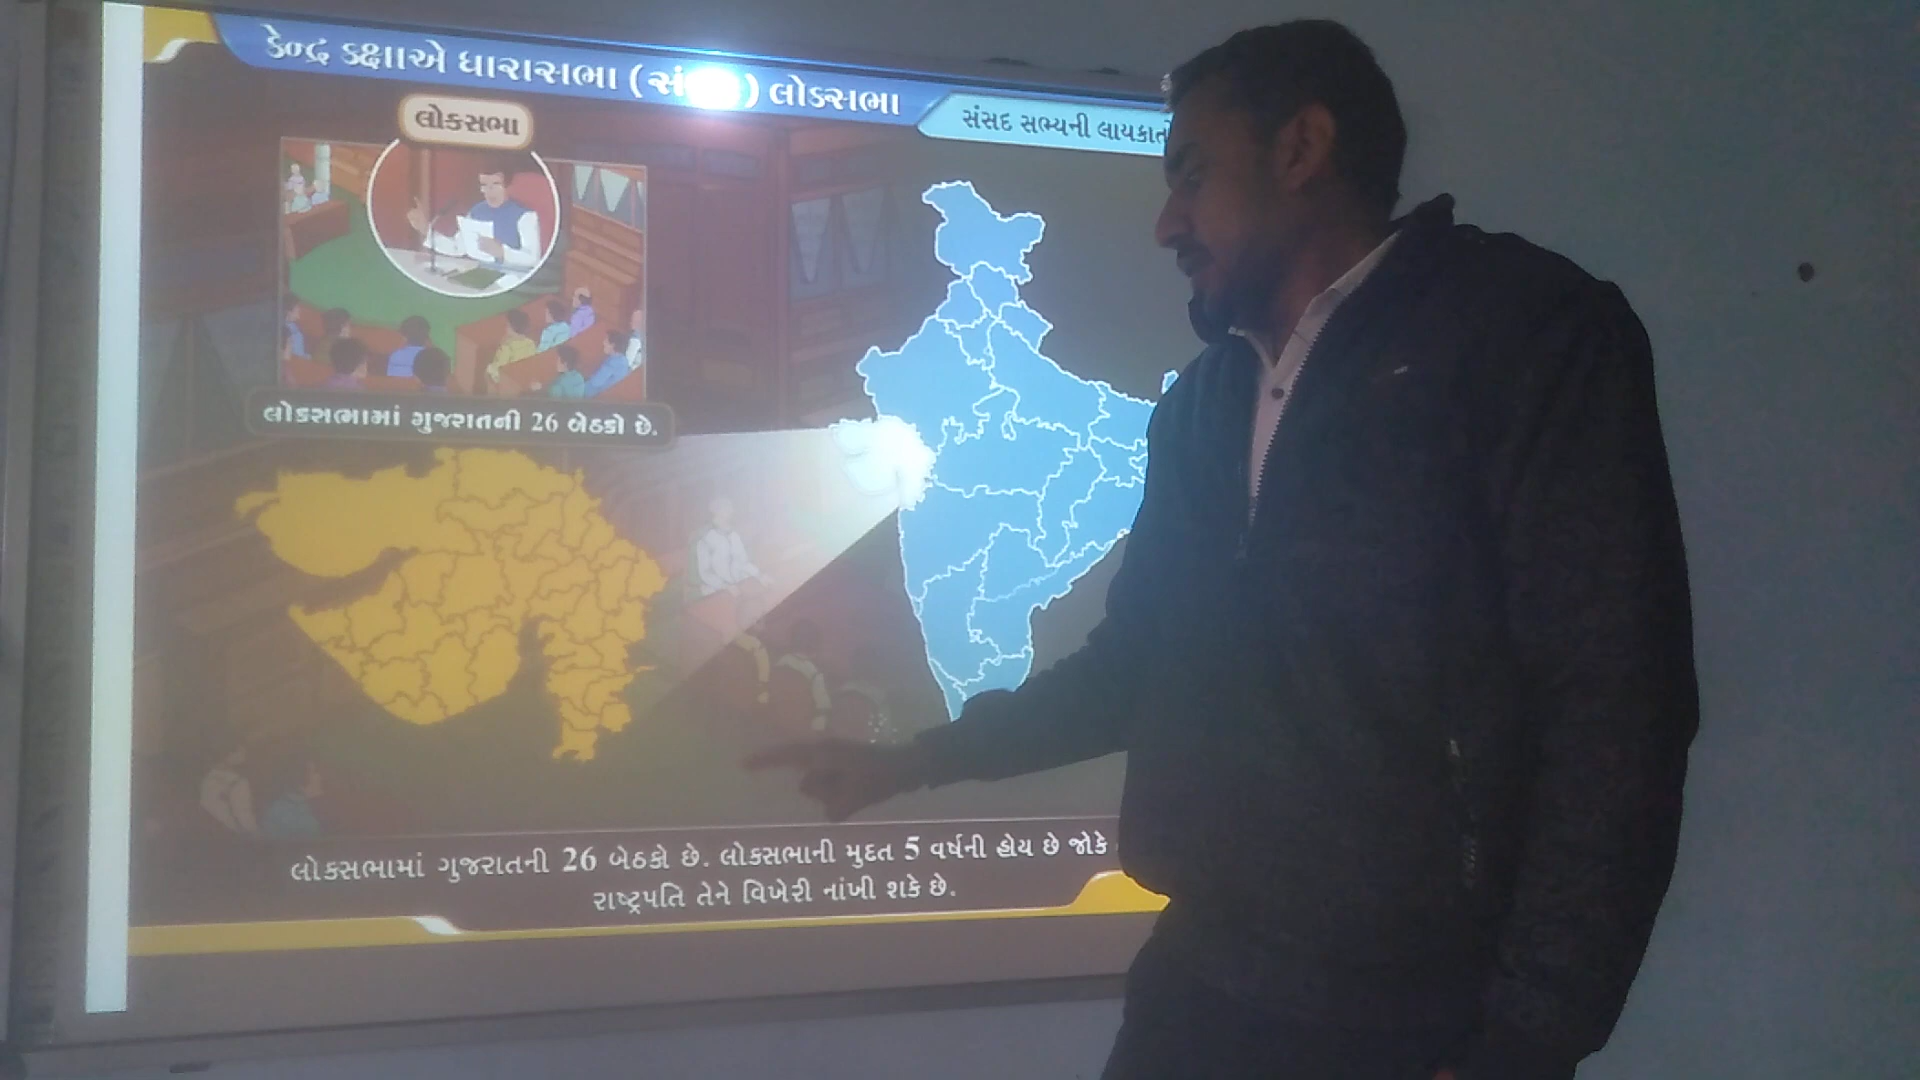 કેન્દ્ર કક્ષાએ ધારાસભા ( ) લોકસભા
સંસદ સભ્યની
લોકસભા
લોકસભામાં ગુજરાતની 26 બેઠકો છે.
લોકસભામાં ગુજરાતની 26 બેઠકો છે. લોકસભાની મુદત 5 વર્ષની હોય છે જોકે
રાષ્ટ્રપતિ તેને વિખેરી નાંખી શકે છે.